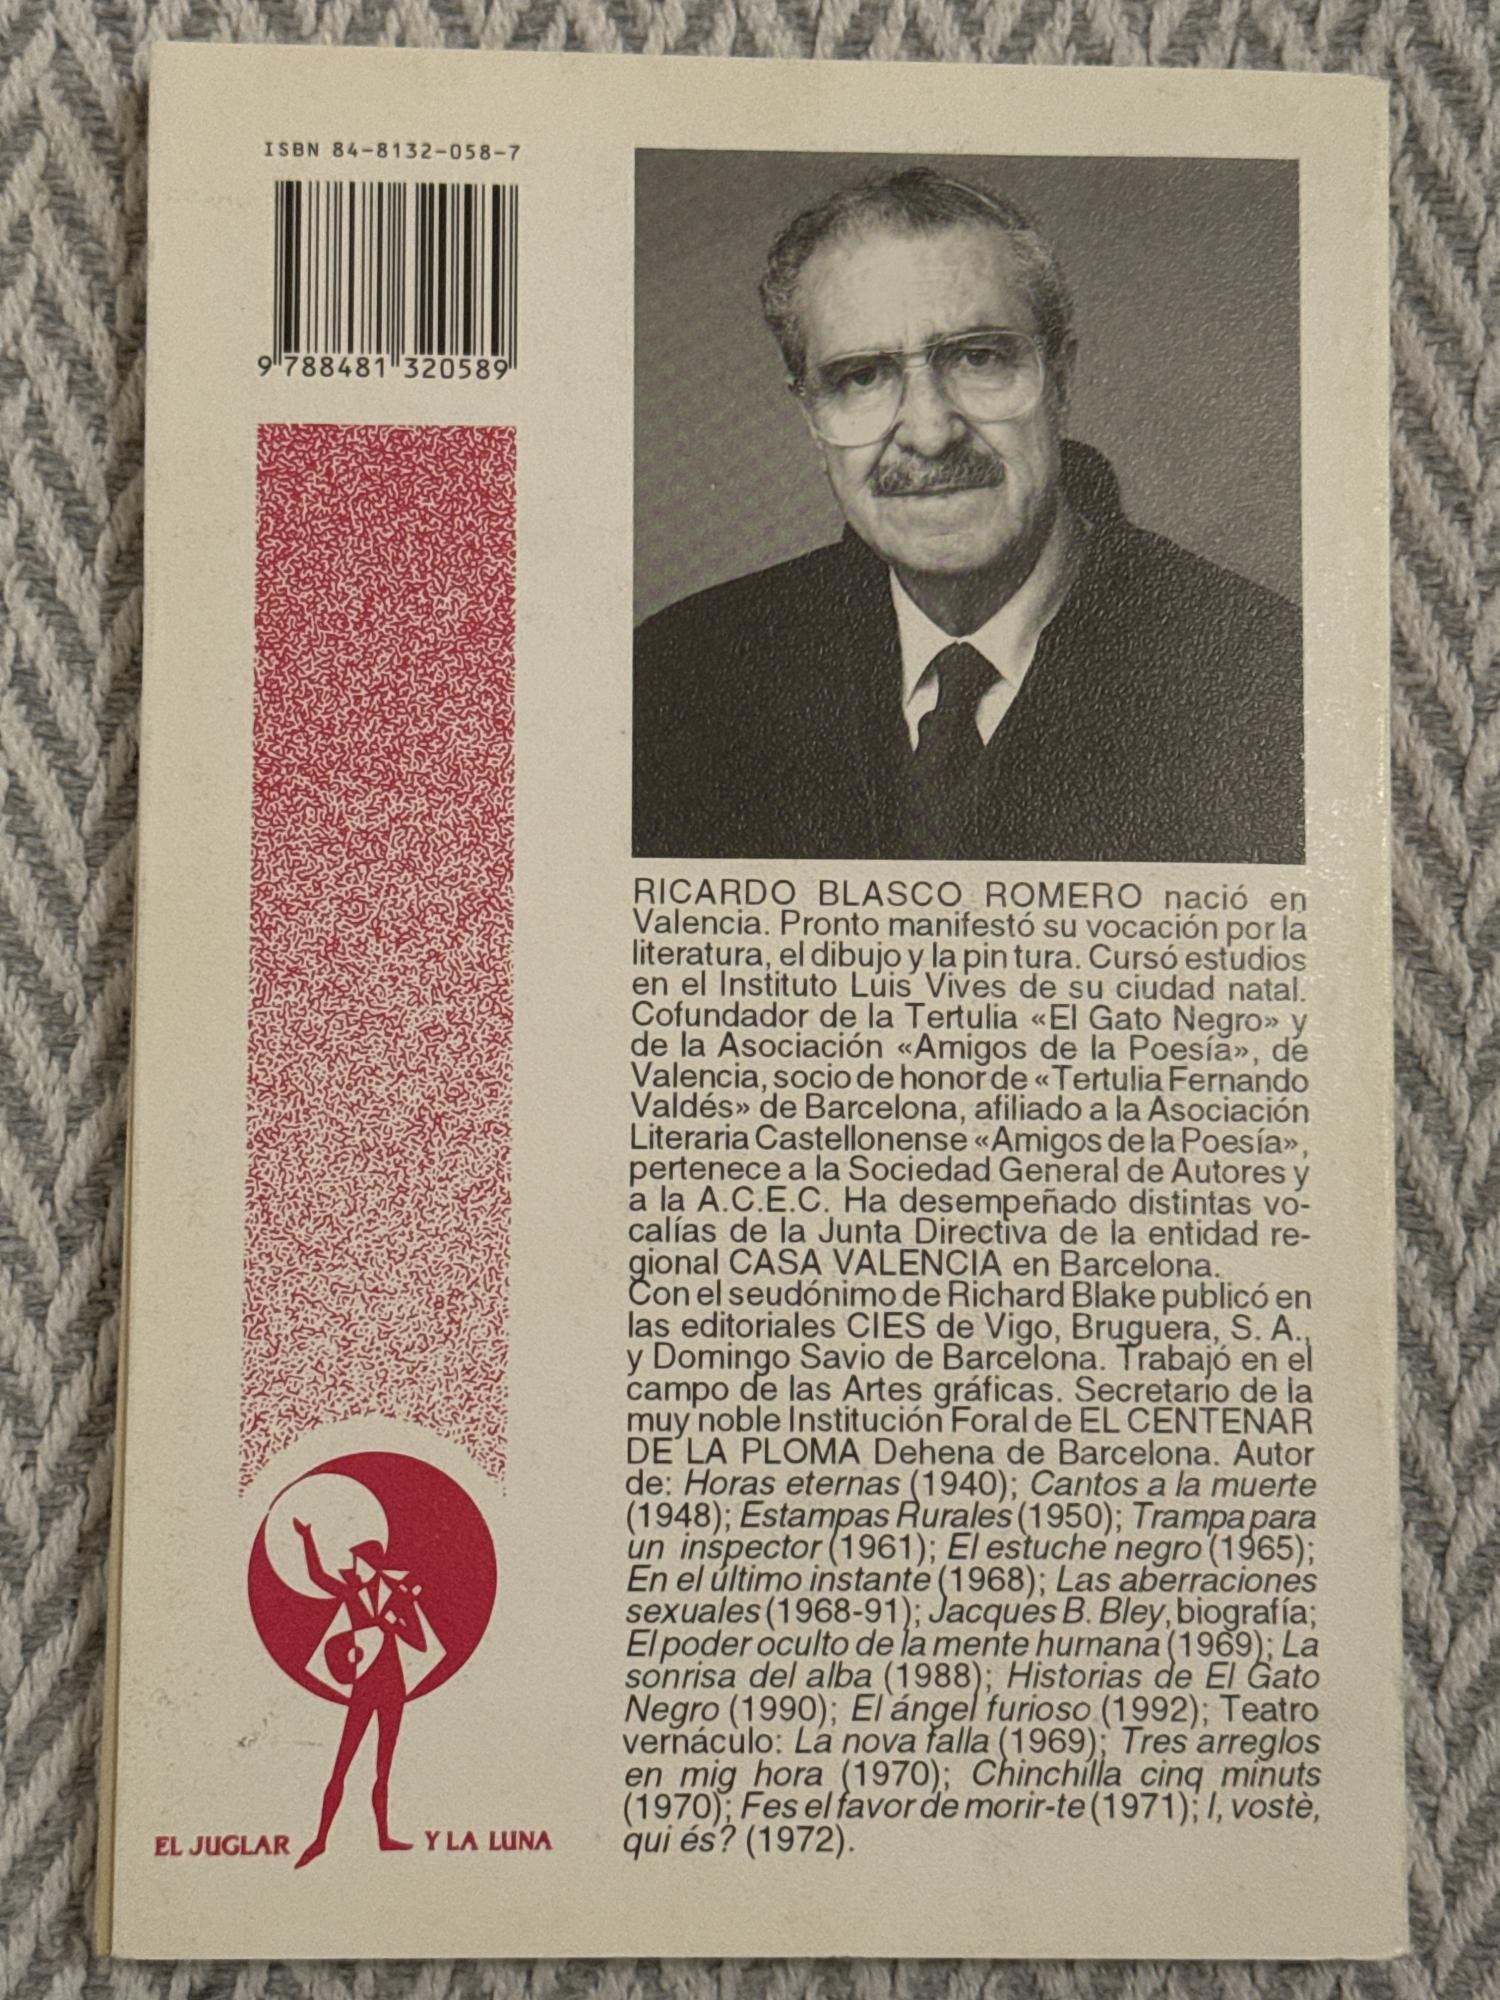 ISBN 84-8132-058-7
9 788481 320589
RICARDO BLASCO ROMERO nació en
Valencia. Pronto manifestó su vocación por la
literatura, el dibujo y la pin tura. Cursó estudios
en el Instituto Luis Vives de su ciudad natal.
Cofundador de la Tertulia «El Gato Negro» y
de la Asociación «Amigos de la Poesía», de
Valencia, socio de honor de «Tertulia Fernando
Valdés» de Barcelona, afiliado a la Asociación
Literaria Castellonense «Amigos de la Poesía»,
pertenece a la Sociedad General de Autores y
a la A.C.E.C. Ha desempeñado distintas vo-
calías de la Junta Directiva de la entidad re-
gional CASA VALENCIA en Barcelona.
Con el seudónimo de Richard Blake publicó en
las editoriales CIES de Vigo, Bruguera, S. A.,
y Domingo Savio de Barcelona. Trabajó en el
campo de las Artes gráficas. Secretario de la
muy noble Institución Foral de EL CENTENAR
DE LA PLOMA Dehena de Barcelona. Autor
de: Horas eternas (1940); Cantos a la muerte
(1948); Estampas Rurales (1950); Trampa para
un inspector (1961); El estuche negro (1965);
En el último instante (1968); Las aberraciones
sexuales (1968-91); Jacques B. Bley, biografía;
El poder oculto de la mente humana (1969); La
sonrisa del alba (1988); Historias de El Gato
Negro (1990); El ángel furioso (1992); Teatro
vernáculo: La nova falla (1969); Tres arreglos
en mig hora (1970); Chinchilla cinq minuts
(1970); Fes el favor de morir-te (1971); I, vostè,
qui és? (1972).
EL JUGLAR Y LA LUNA